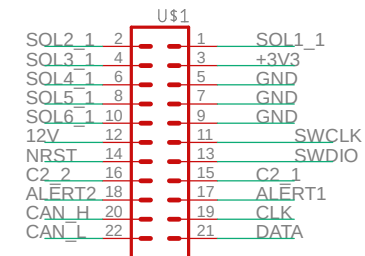 U$1
SOL2_1 2 1 SOL1_1
SOL3_1 4 3 +3V3
SOL4_1 6 5 GND
SOL5_1 8 7 GND
SOL6_1 10 9 GND
12V 12 11 SWCLK
NRST 14 13 SWDIO
C2_2 16 15 C2_1
ALERT2 18 17 ALERT1
CAN_H 20 19 CLK
CAN_L 22 21 DATA